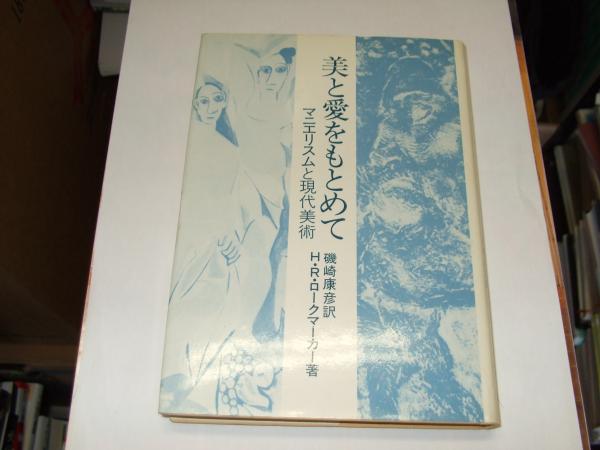 美と愛をもとめて
マニエリスムと現代美術
磯崎康彦訳
H・R・ロークマーカー著